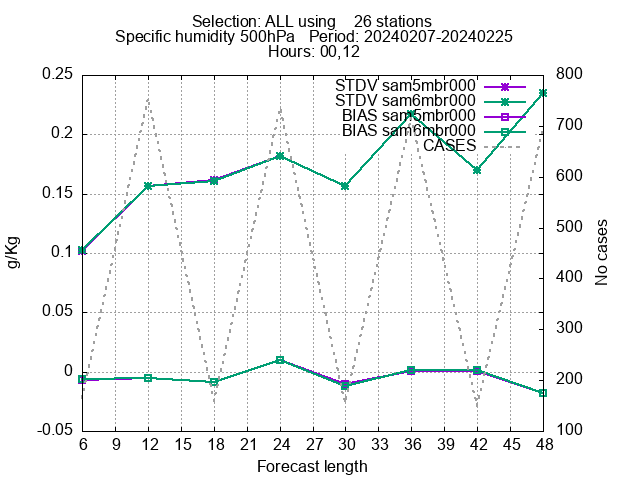 Selection: ALL using    26 stations
Specific humidity 500hPa   Period: 20240207-20240225
Hours: 00,12
STDV sam5mbr000
STDV sam6mbr000
BIAS sam5mbr000
BIAS sam6mbr000
CASES
0.25
0.2
0.15
0.1
0.05
0
-0.05
g/Kg
800
700
600
500
400
300
200
100
No cases
6 9 12 15 18 21 24 27 30 33 36 39 42 45 48
Forecast length